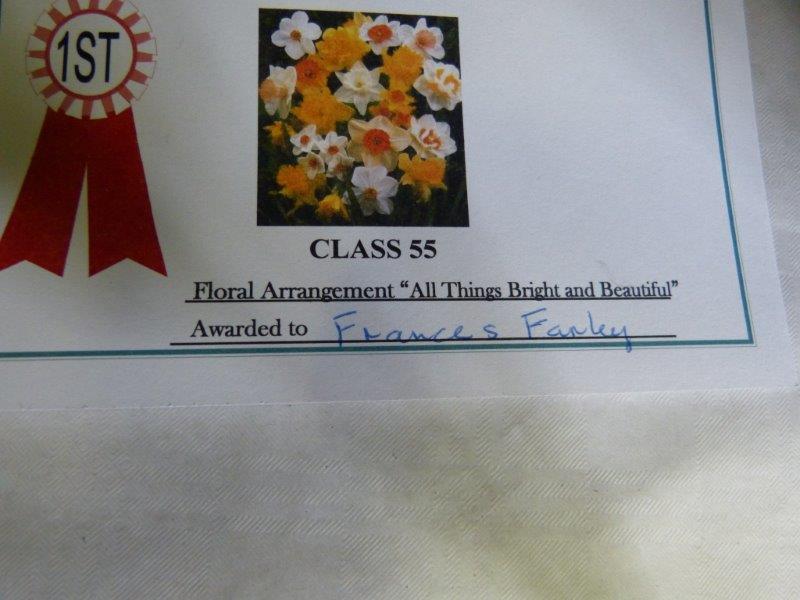 1ST
CLASS 55
Floral Arrangement “All Things Bright and Beautiful”
Awarded to Frances Farley